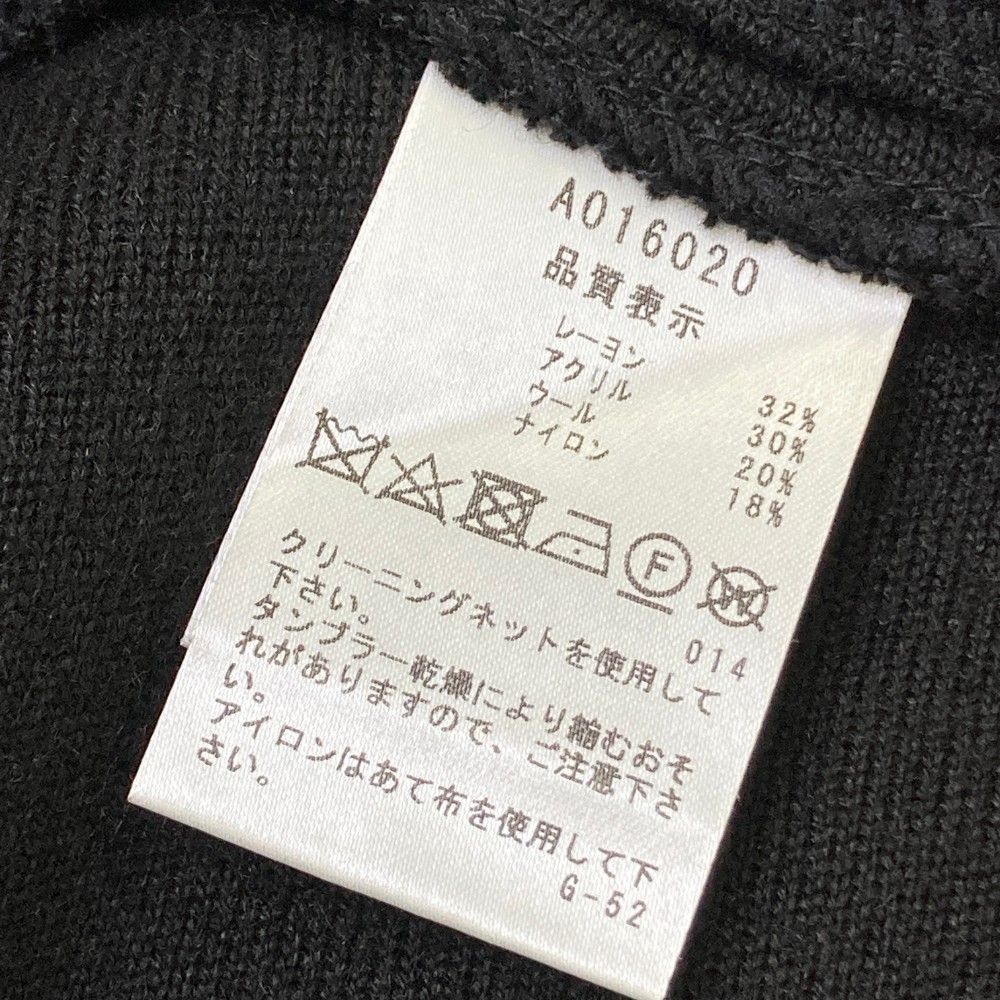 A016020
品質表示
レーヨン 32%
アクリル 30%
ウール 20%
ナイロン 18%
F W
014
クリーニングネットを使用して
下さい。
タンブラー乾燥により縮むおそ
れがありますので、ご注意下さ
い。
アイロンはあて布を使用して下
さい。
G-52